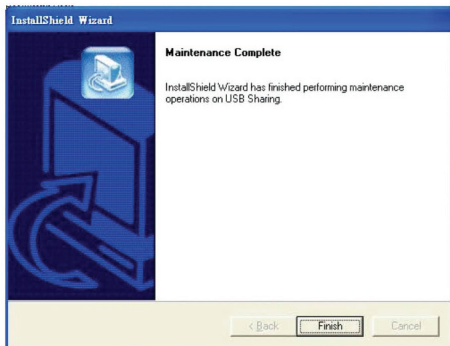 InstallShield Wizard
Maintenance Complete
InstallShield Wizard has finished performing maintenance
operations on USB Sharing.
< Back
Finish
Cancel